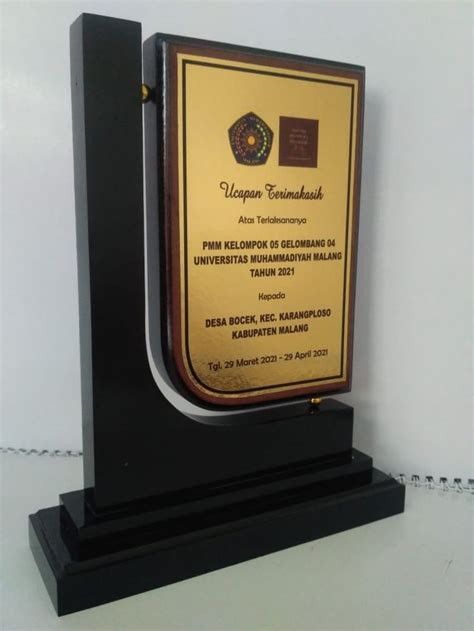 Ucapan Terimakasih
Atas Terlaksananya
PMM KELOMPOK 05 GELOMBANG 04
UNIVERSITAS MUHAMMADIYAH MALANG
TAHUN 2021
Kepada
DESA BOCEK, KEC. KARANGPLOSO
KABUPATEN MALANG
Tgl. 29 Maret 2021 - 29 April 2021